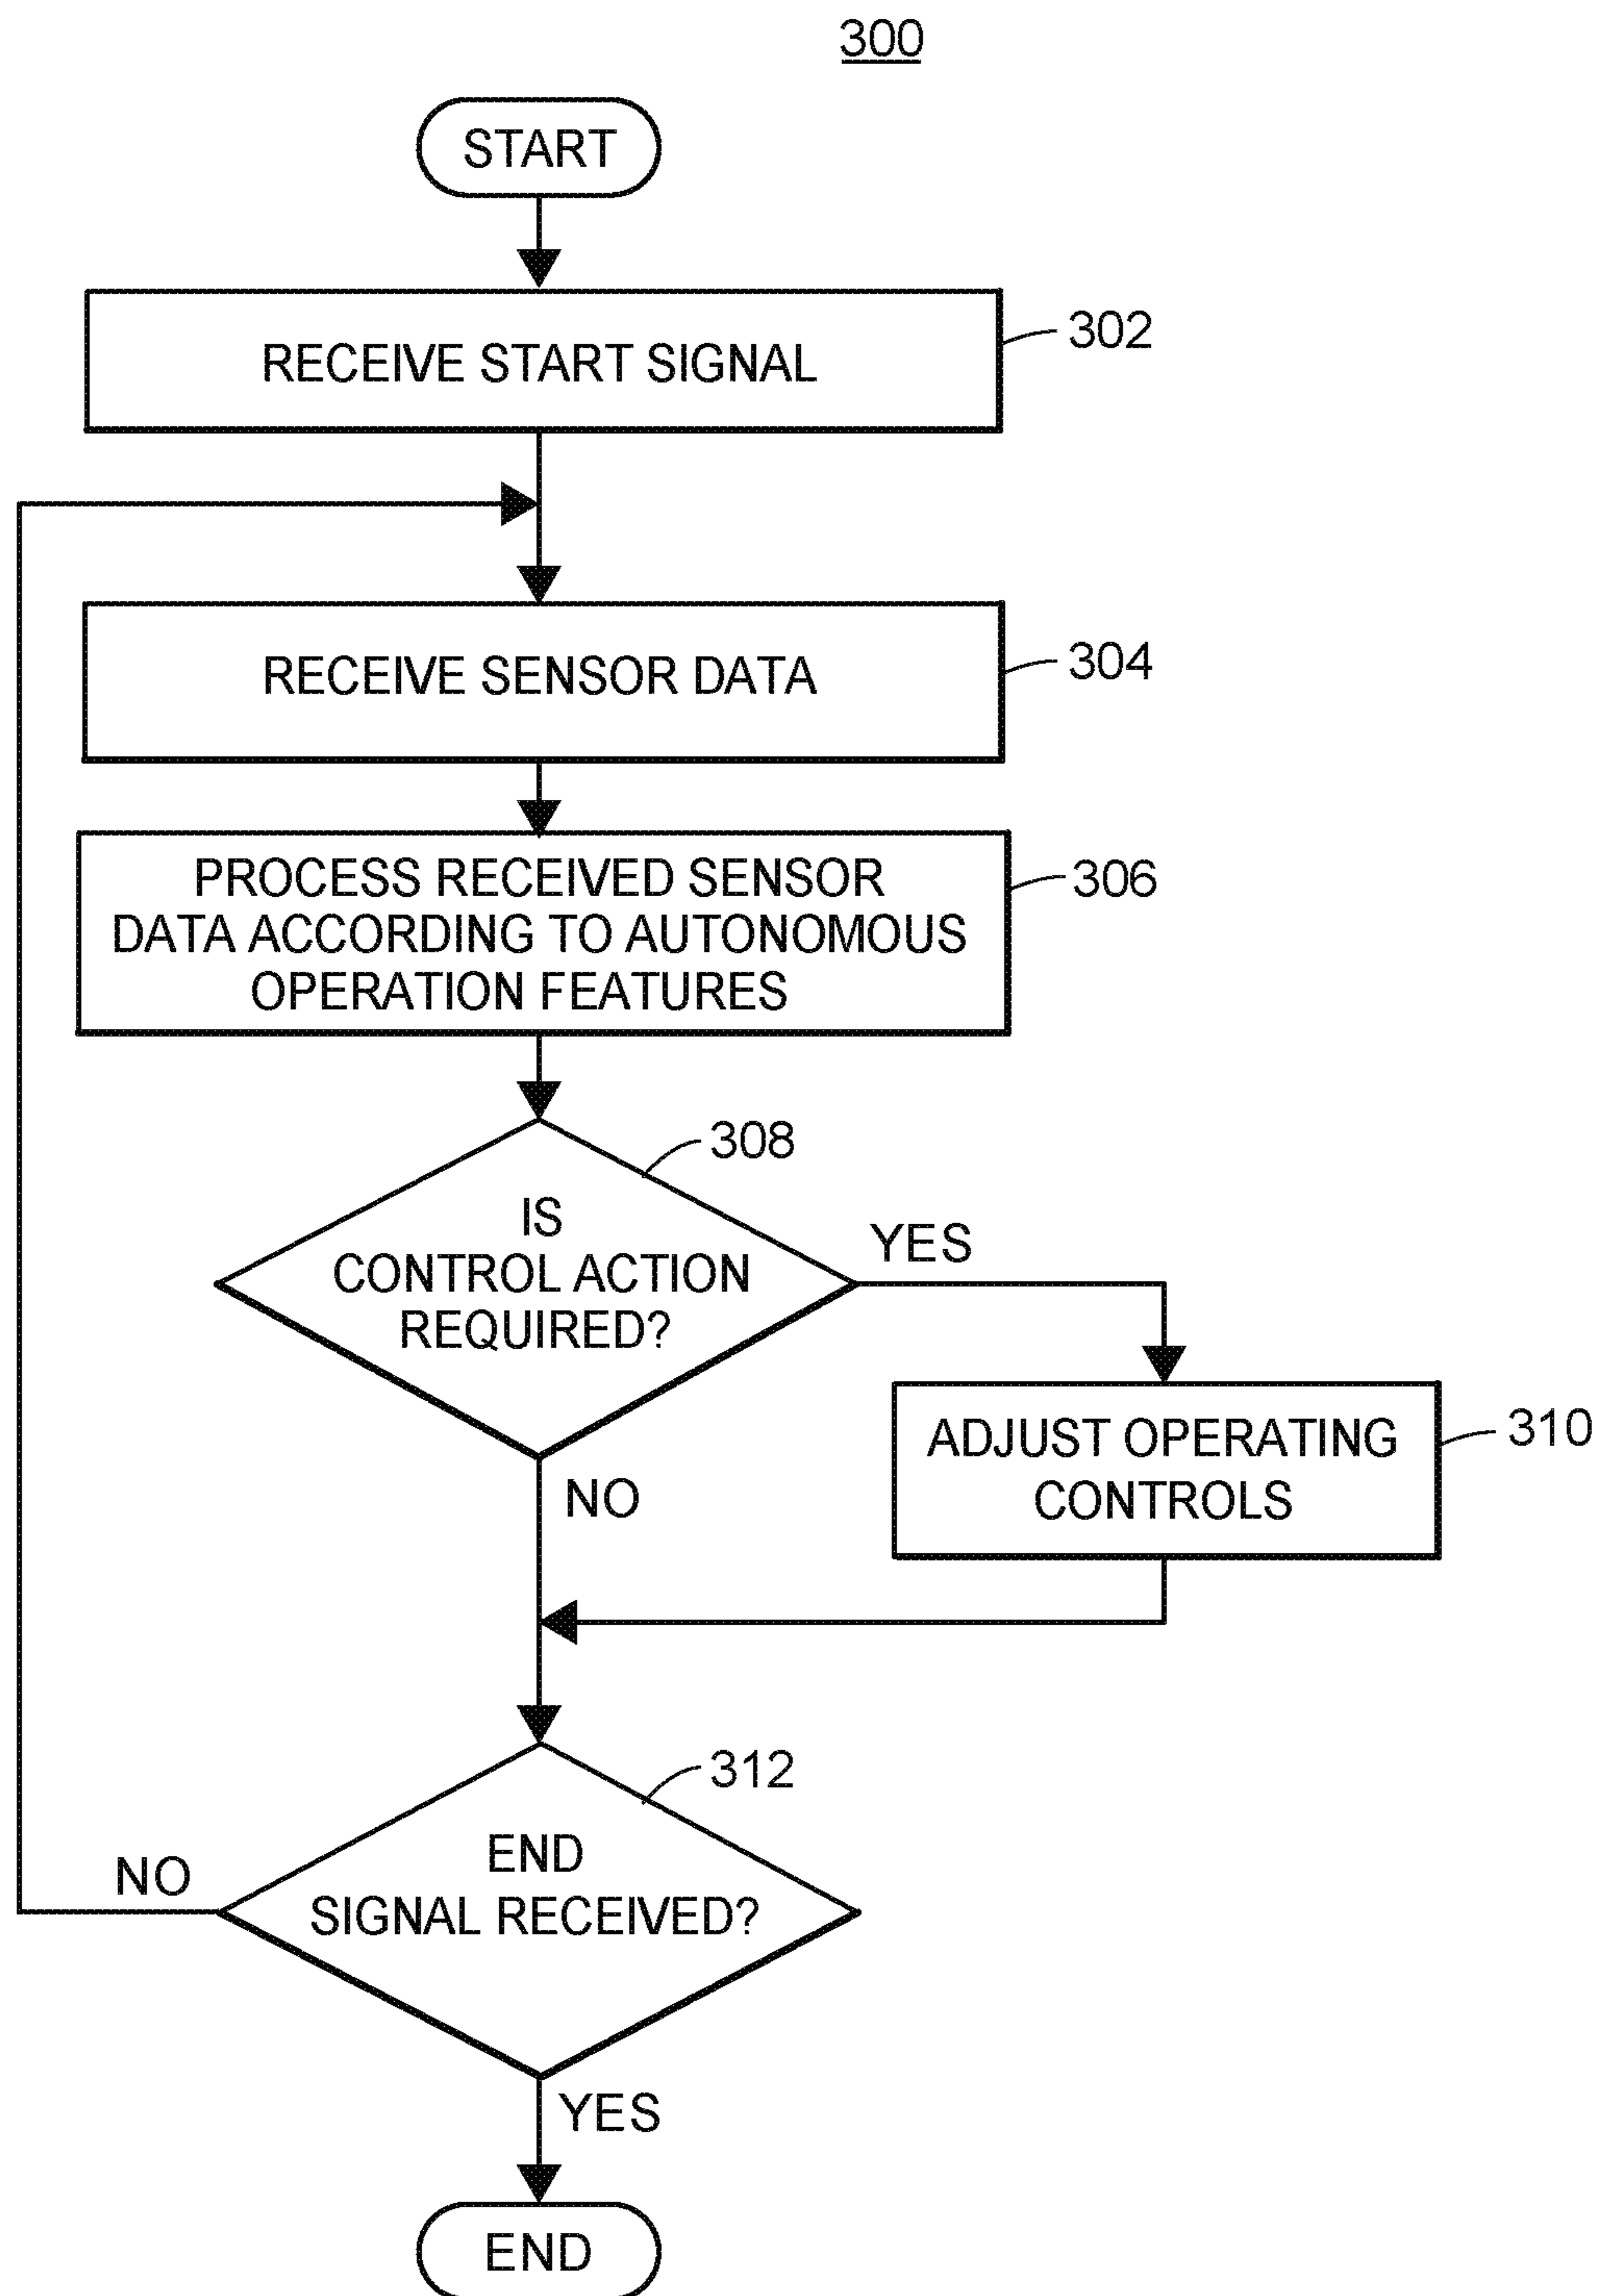 300
START
RECEIVE START SIGNAL
302
RECEIVE SENSOR DATA
304
PROCESS RECEIVED SENSOR
DATA ACCORDING TO AUTONOMOUS
OPERATION FEATURES
306
308
IS
CONTROL ACTION
REQUIRED?
YES
NO
ADJUST OPERATING
CONTROLS
310
312
END
SIGNAL RECEIVED?
NO
YES
END